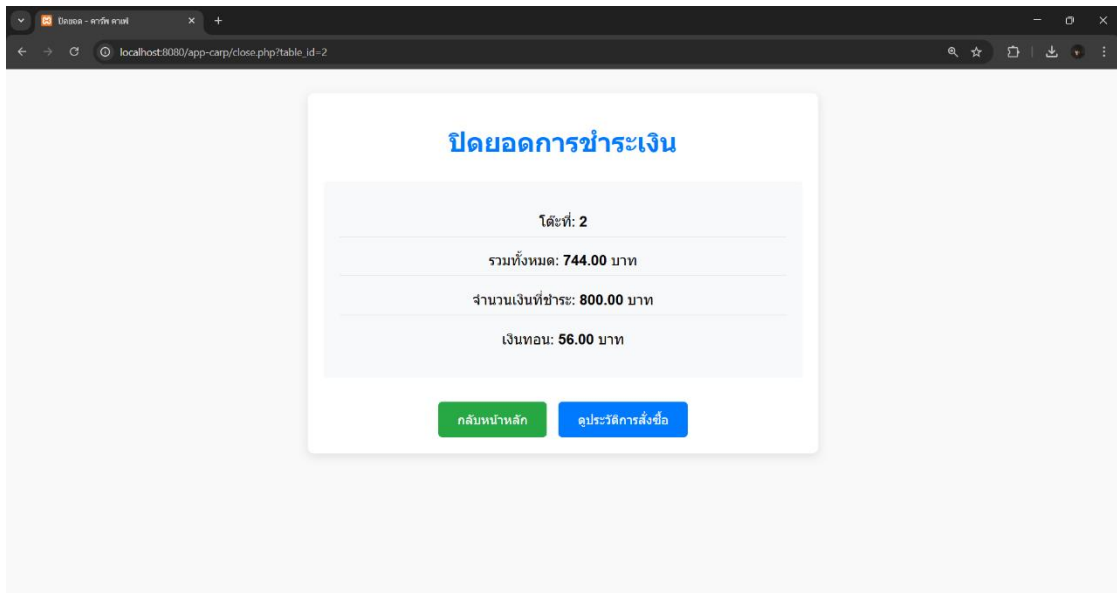 ปิดยอด - คาร์พ คาเฟ่
localhost:8080/app-carp/close.php?table_id=2
ปิดยอดการชำระเงิน
โต๊ะที่: 2
รวมทั้งหมด: 744.00 บาท
จำนวนเงินที่ชำระ: 800.00 บาท
เงินทอน: 56.00 บาท
กลับหน้าหลัก
ดูประวัติการสั่งซื้อ